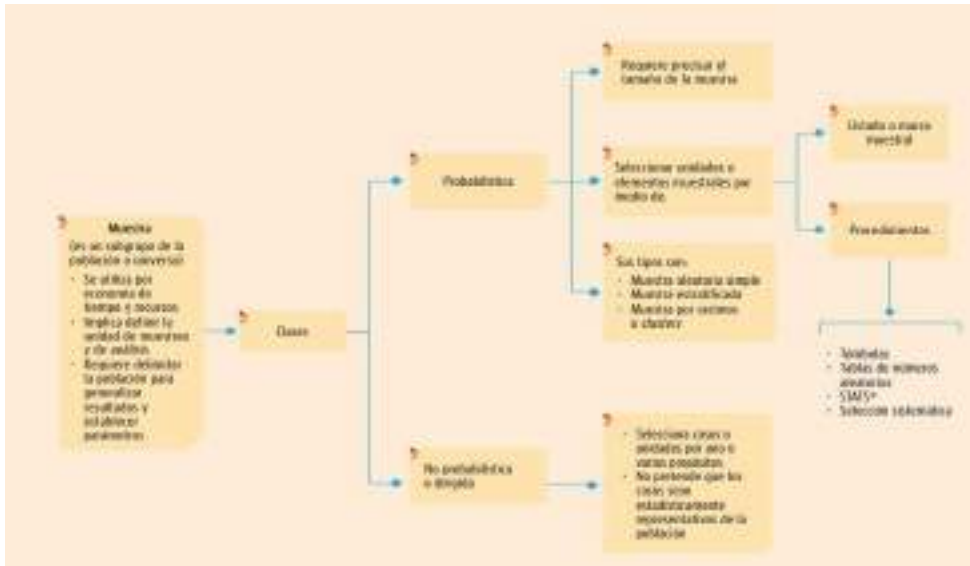 Muestra
(es un subgrupo de la
población o universo)
· Se utiliza por
economía de
tiempo y recursos
· Implica definir la
unidad de muestreo
y de análisis
· Requiere delimitar
la población para
generalizar
resultados y
establecer
parámetros
Clases
Probabilística
Requiere precisar el
tamaño de la muestra
Seleccionar unidades o
elementos muestrales por
medio de:
Listado o marco
muestral
Procedimientos
· Tómbolas
· Tablas de números
aleatorios
· STATS®
· Selección sistemática
Sus tipos son:
· Muestra aleatoria simple
· Muestra estratificada
· Muestra por racimos
o clusters
No probabilística
o dirigida
· Selecciona casos o
unidades por uno o
varios propósitos
· No pretende que los
casos sean
estadísticamente
representativos de la
población